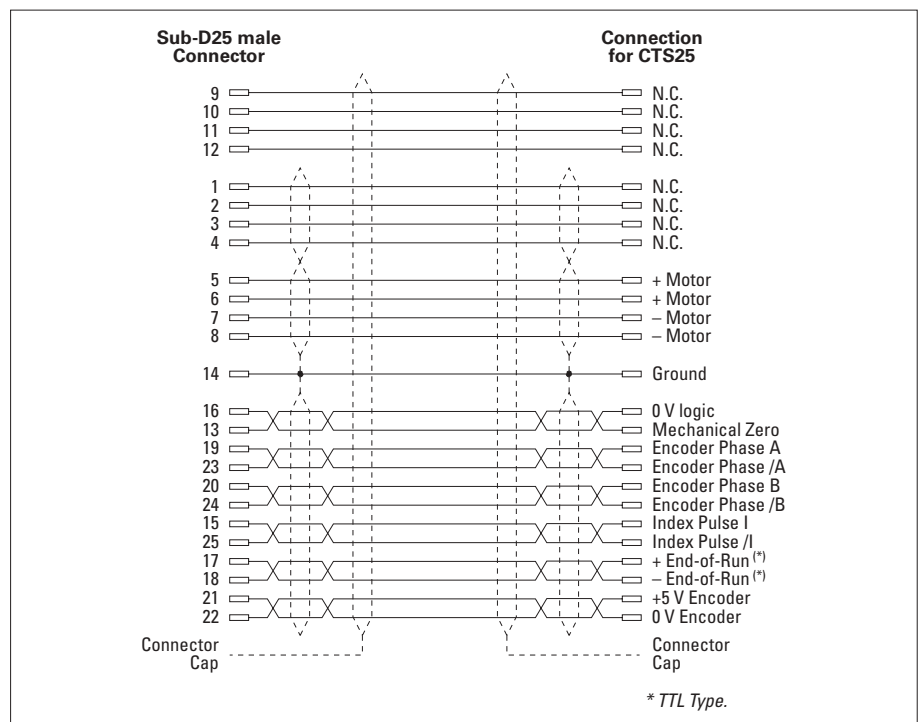 Sub-D25 male Connector
Connection for CTS25
9 N.C.
10 N.C.
11 N.C.
12 N.C.
1 N.C.
2 N.C.
3 N.C.
4 N.C.
5 + Motor
6 + Motor
7 – Motor
8 – Motor
14 Ground
16 0 V logic
13 Mechanical Zero
19 Encoder Phase A
23 Encoder Phase /A
20 Encoder Phase B
24 Encoder Phase /B
15 Index Pulse I
25 Index Pulse /I
17 + End-of-Run (*)
18 – End-of-Run (*)
21 +5 V Encoder
22 0 V Encoder
Connector Cap
Connector Cap
* TTL Type.